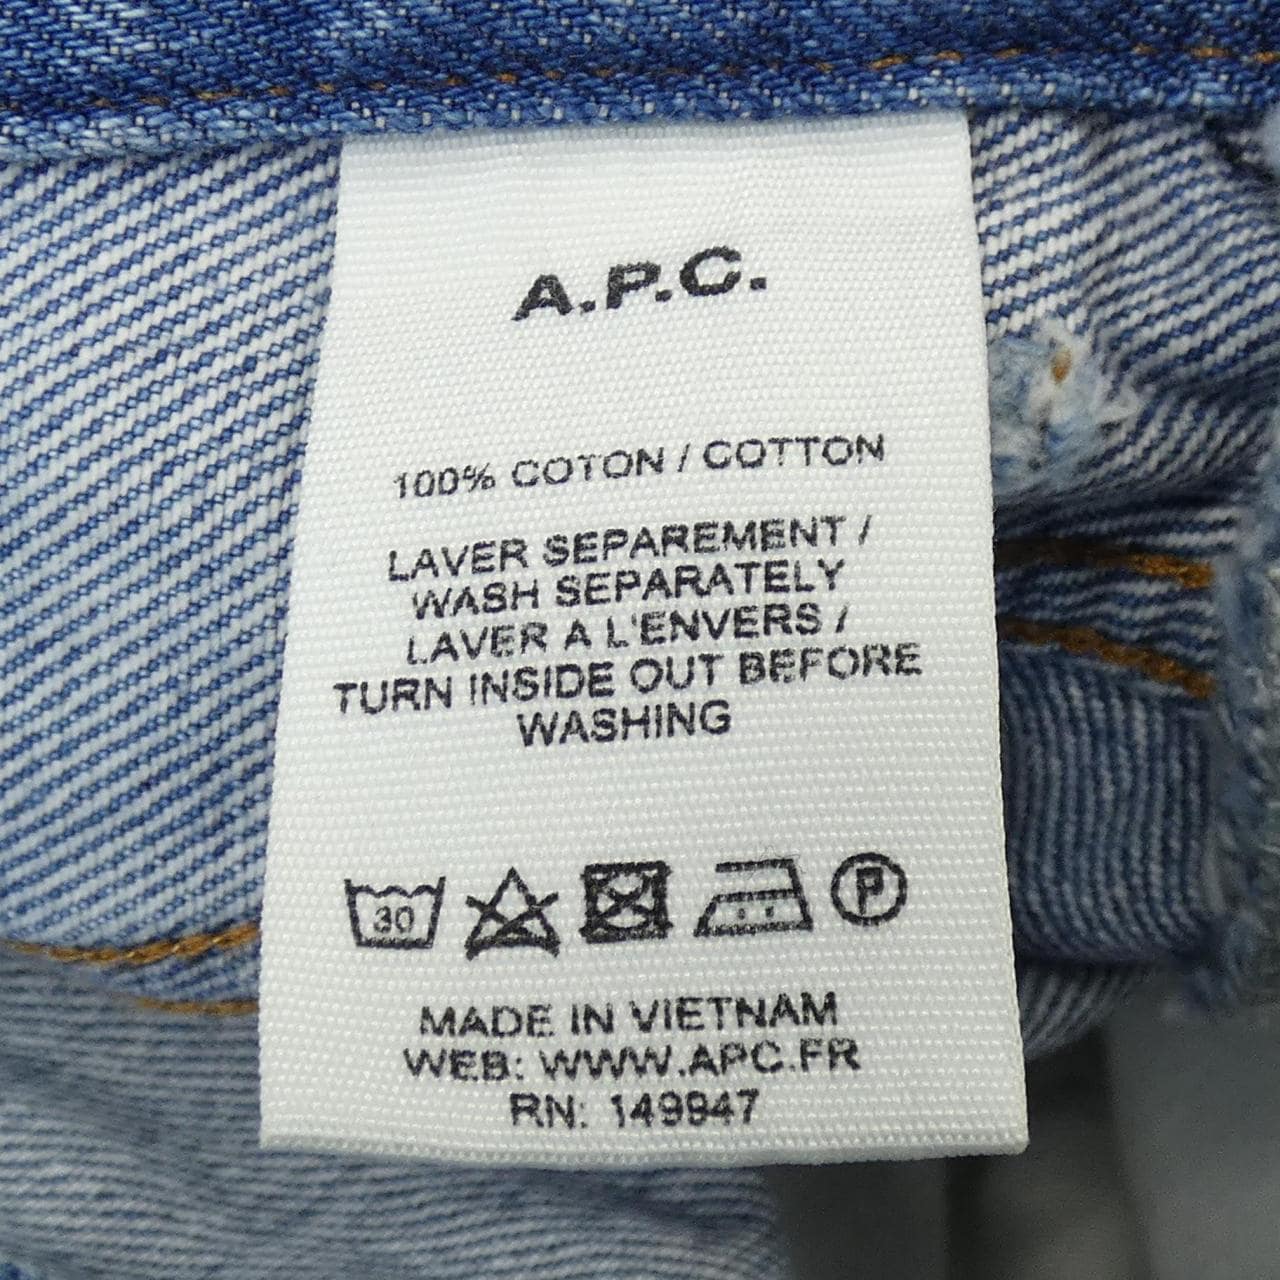 A.P.C.
100% COTON / COTTON
LAVER SEPAREMENT /
WASH SEPARATELY
LAVER A L'ENVERS /
TURN INSIDE OUT BEFORE
WASHING
30
P
MADE IN VIETNAM
WEB: WWW.APC.FR
RN: 149947